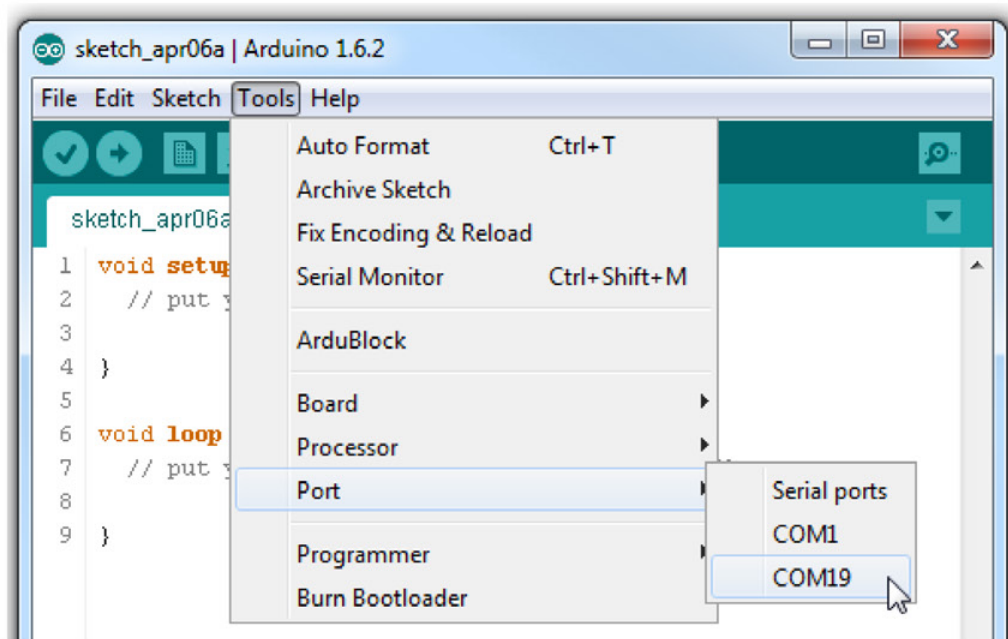 sketch_apr06a | Arduino 1.6.2
File Edit Sketch Tools Help
sketch_apr06a
Auto Format Ctrl+T
Archive Sketch
Fix Encoding & Reload
Serial Monitor Ctrl+Shift+M
ArduBlock
Board
Processor
Port
Programmer
Burn Bootloader
Serial ports
COM1
COM19
1 void setup
2 // put
3
4 }
5
6 void loop
7 // put
8
9 }